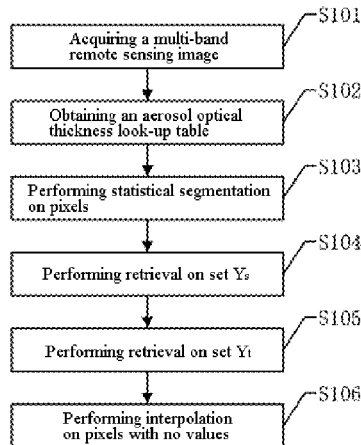 S101
Acquiring a multi-band
remote sensing image
S102
Obtaining an aerosol optical
thickness look-up table
S103
Performing statistical segmentation
on pixels
S104
Performing retrieval on set Ys
S105
Performing retrieval on set Yt
S106
Performing interpolation
on pixels with no values